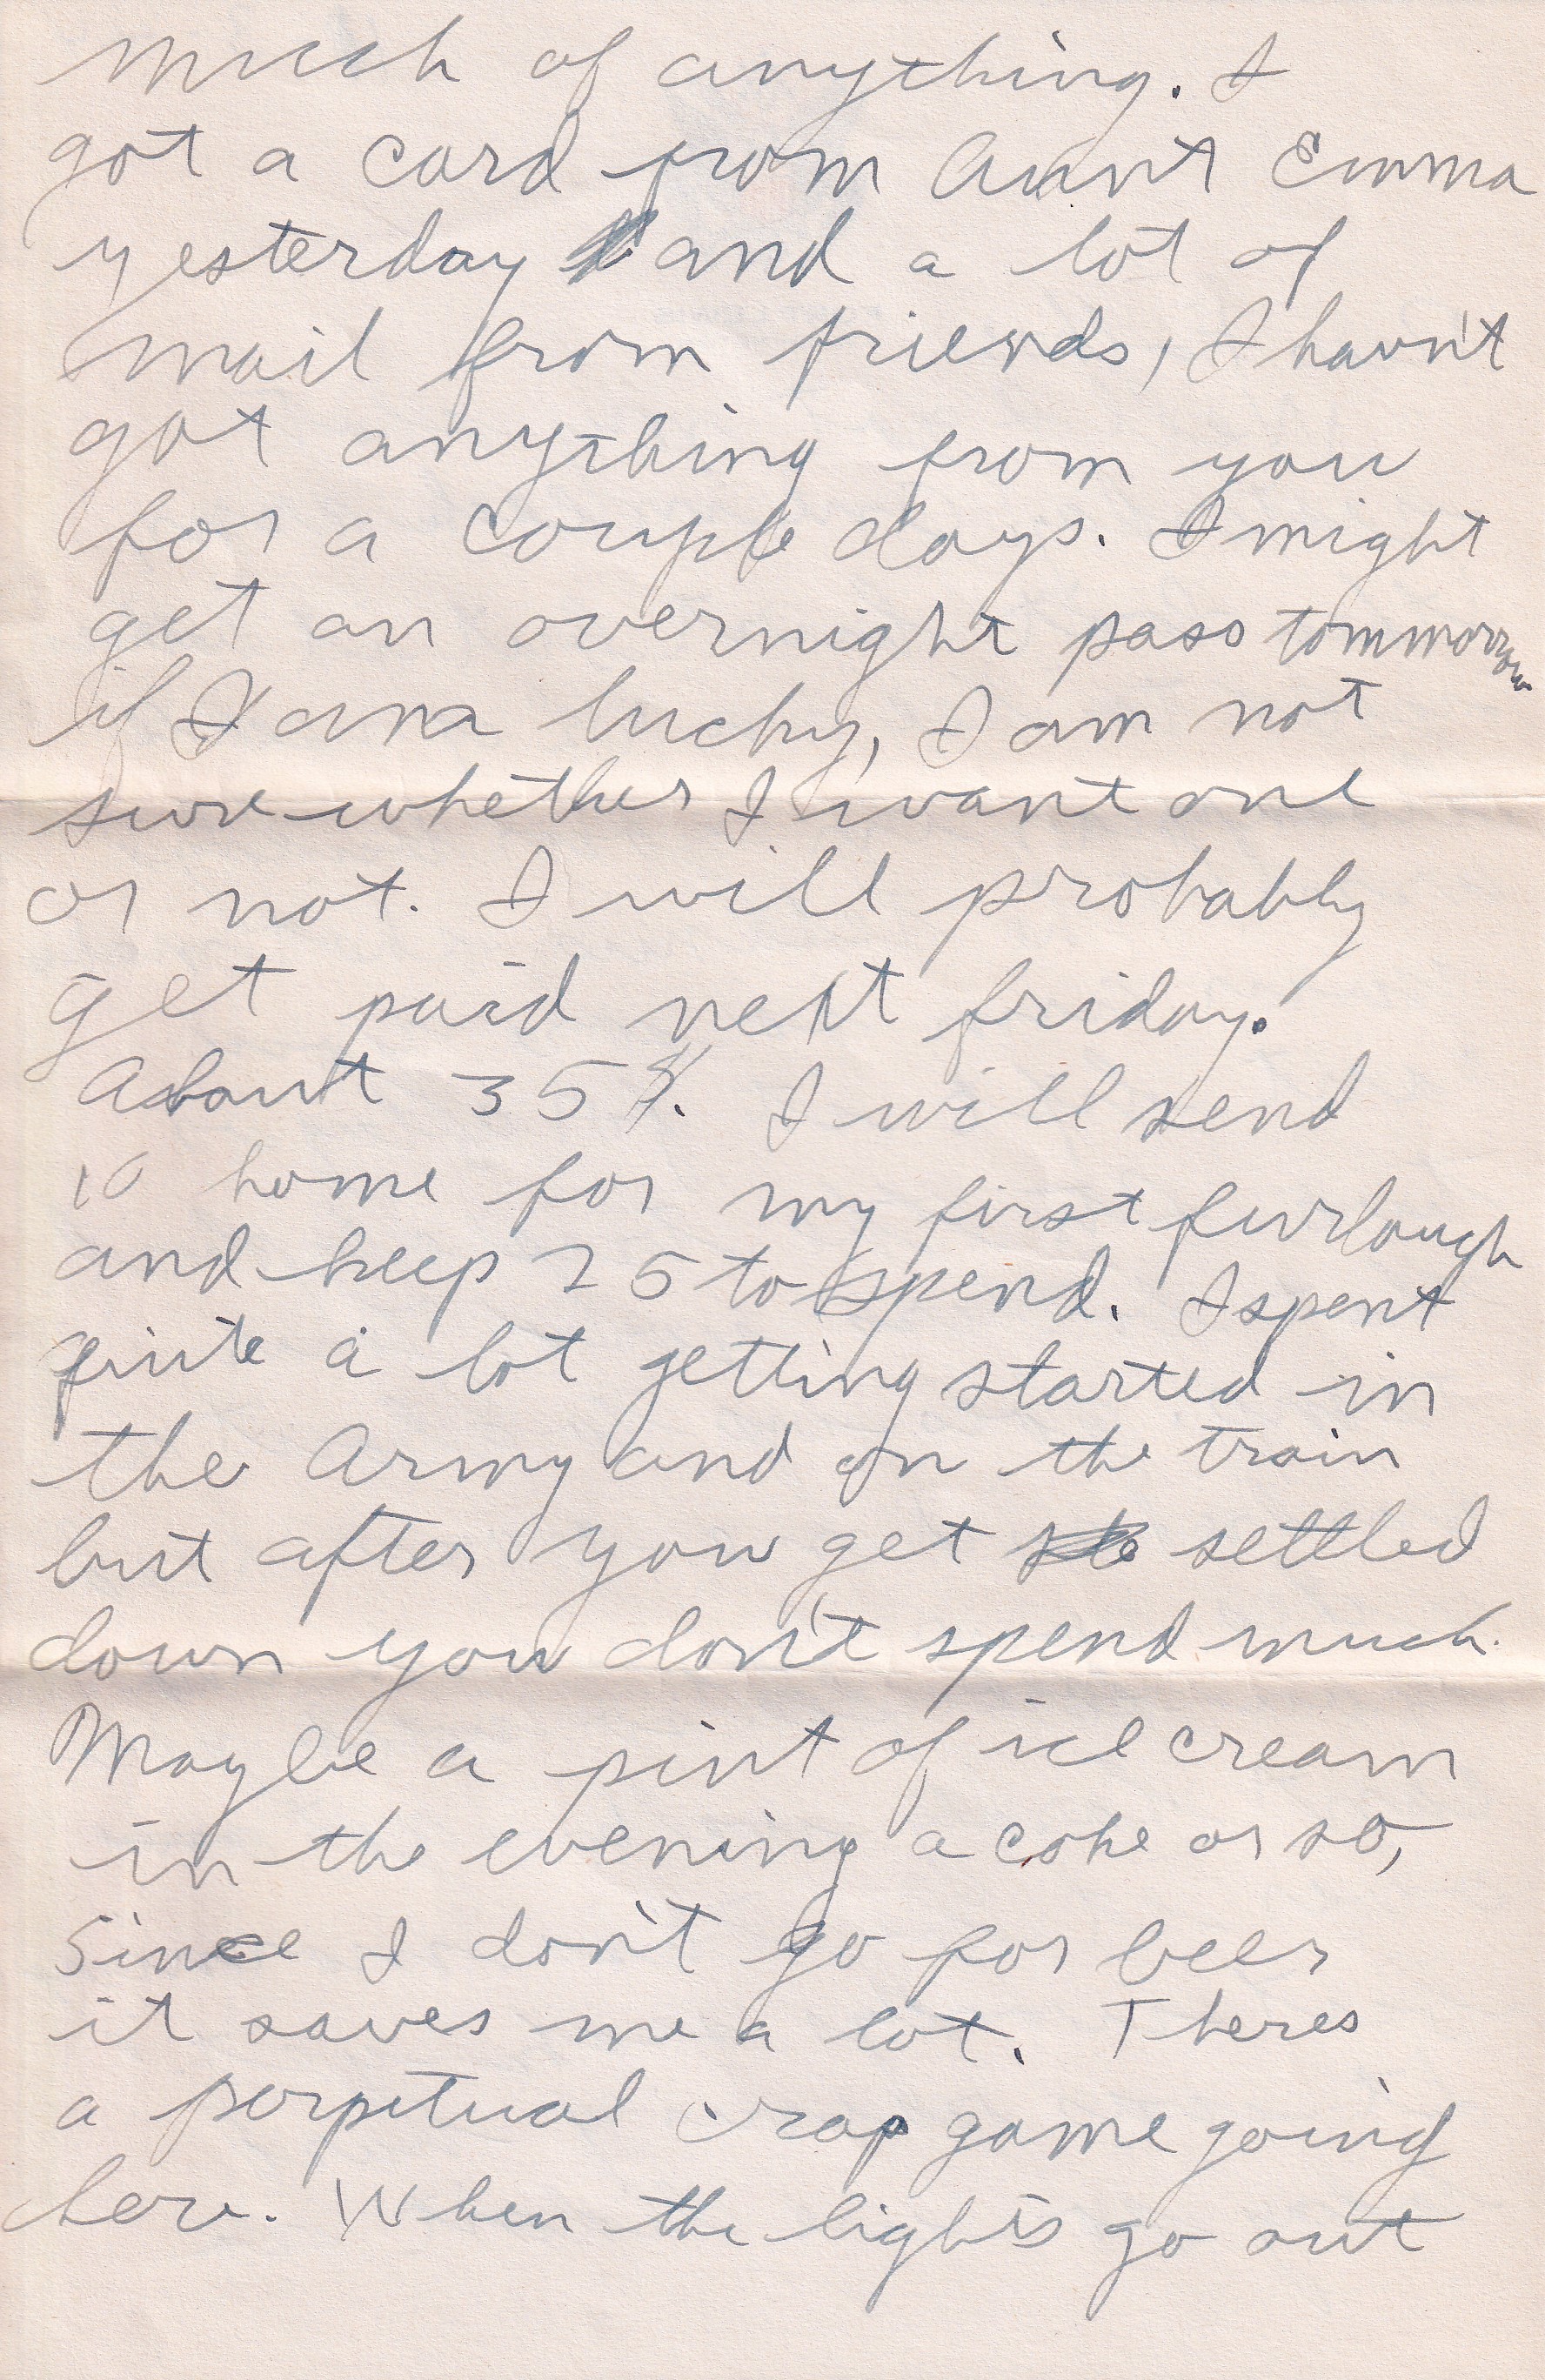 much of anything. I
got a card from Aunt Emma
yesterday and a lot of
mail from friends, I havn't
got anything from you
for a couple days. I might
get an overnight pass tommorrow
if I am lucky, I am not
sure whether I want one
or not. I will probably
get paid next friday.
About 35$. I will send
10 home for my first furlough
and keep 25 to spend. I spent
quite a lot getting started in
the Army and on the train
but after you get settled
down you don't spend much.
Maybe a pint of ice cream
in the evening a coke or so,
Since I don't go for beer
it saves me a lot. Theres
a perpitual crap game going
here. When the lights go out